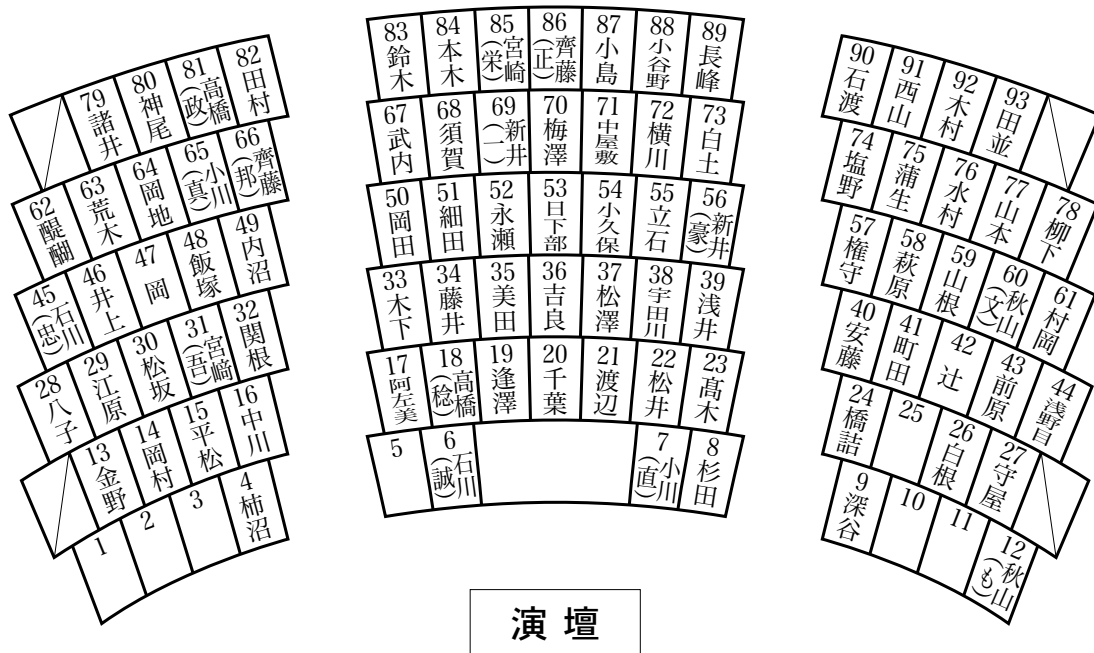 79 諸井
80 神尾
81 高橋(政)
82 田村
83 鈴木
84 本木
85 宮崎(栄)
86 齊藤(正)
87 小島
88 小谷野
89 長峰
90 石渡
91 西山
92 木村
93 田並
62 醍醐
63 荒木
64 岡地
65 小川(真)
66 齊藤(邦)
67 武内
68 須賀
69 新井(一)
70 梅澤
71 中屋敷
72 横川
73 白土
74 塩野
75 蒲生
76 水村
77 山本
78 柳下
45 石川(忠)
46 井上
47 岡
48 飯塚
49 内沼
50 岡田
51 細田
52 永瀬
53 日下部
54 小久保
55 立石
56 新井(豪)
57 権守
58 萩原
59 山根
60 秋山(文)
61 村岡
28 八子
29 江原
30 松坂
31 宮﨑(吾)
32 関根
33 木下
34 藤井
35 美田
36 吉良
37 松澤
38 宇田川
39 浅井
40 安藤
41 町田
42 辻
43 前原
44 浅野目
13 金野
14 岡村
15 平松
16 中川
17 阿左美
18 高橋(稔)
19 逢澤
20 千葉
21 渡辺
22 松井
23 髙木
24 橋詰
25
26 白根
27 守屋
1
2
3
4 柿沼
5
6 石川(誠)
7 小川(直)
8 杉田
9 深谷
10
11
12 秋山(も)
演壇